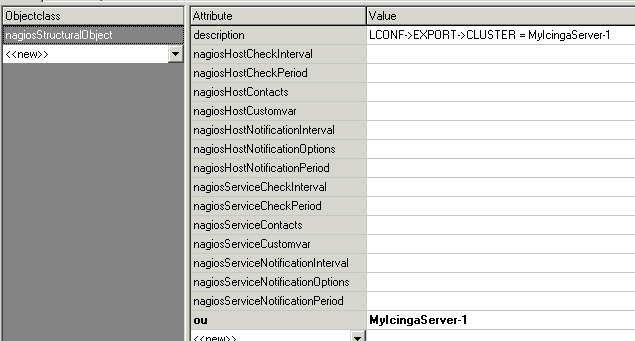 Objectclass Attribute Value
nagiosStructuralObject description LCONF->EXPORT->CLUSTER = MyIcingaServer-1
<<new>> nagiosHostCheckInterval
nagiosHostCheckPeriod
nagiosHostContacts
nagiosHostCustomvar
nagiosHostNotificationInterval
nagiosHostNotificationOptions
nagiosHostNotificationPeriod
nagiosServiceCheckInterval
nagiosServiceCheckPeriod
nagiosServiceContacts
nagiosServiceCustomvar
nagiosServiceNotificationInterval
nagiosServiceNotificationOptions
nagiosServiceNotificationPeriod
ou MyIcingaServer-1
<<new>>